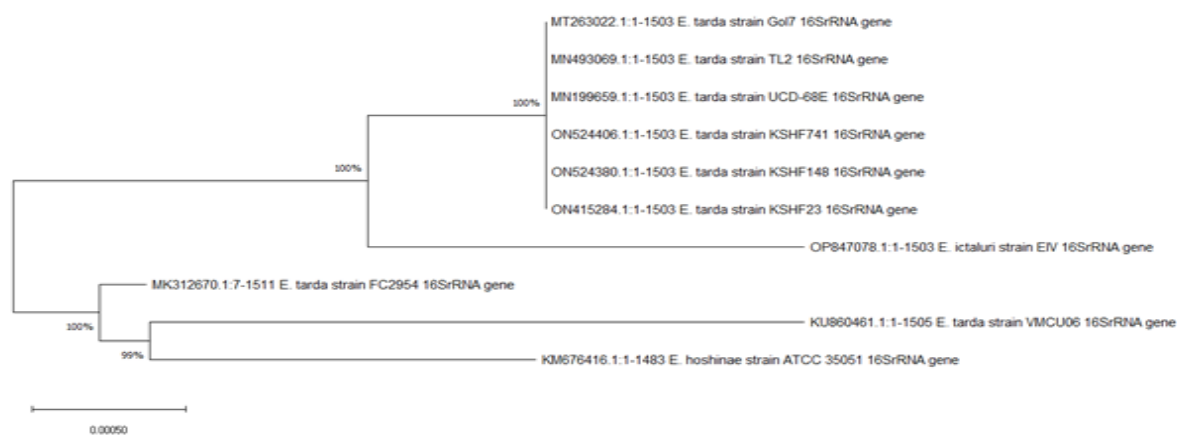 MT263022.1:1-1503 E. tarda strain Gol7 16SrRNA gene
MN493069.1:1-1503 E. tarda strain TL2 16SrRNA gene
MN199659.1:1-1503 E. tarda strain UCD-68E 16SrRNA gene
100%
ON524406.1:1-1503 E. tarda strain KSHF741 16SrRNA gene
100%
ON524380.1:1-1503 E. tarda strain KSHF148 16SrRNA gene
ON415284.1:1-1503 E. tarda strain KSHF23 16SrRNA gene
OP847078.1:1-1503 E. ictaluri strain EIV 16SrRNA gene
MK312670.1:7-1511 E. tarda strain FC2954 16SrRNA gene
100%
KU860461.1:1-1505 E. tarda strain VMCU06 16SrRNA gene
99%
KM676416.1:1-1483 E. hoshinae strain ATCC 35051 16SrRNA gene
0.00050